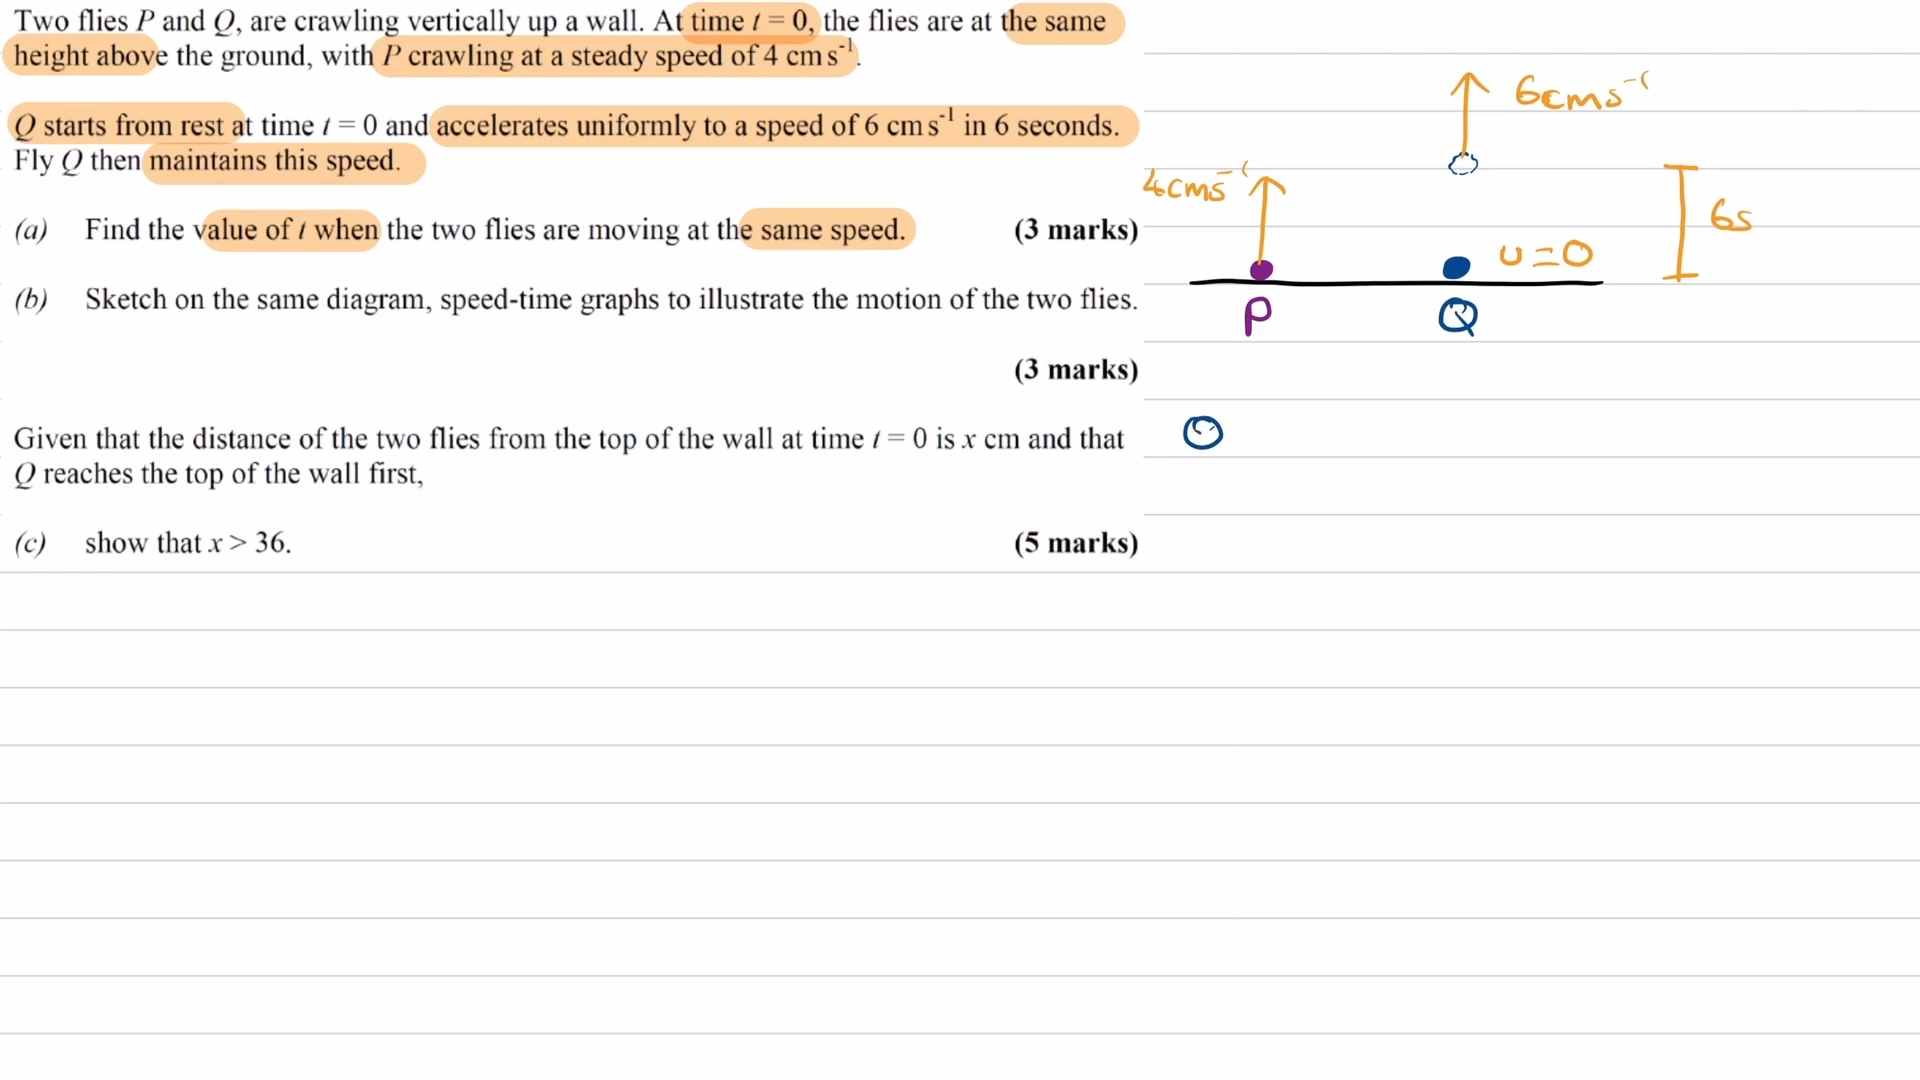 Two flies P and Q, are crawling vertically up a wall. At time t = 0, the flies are at the same
height above the ground, with P crawling at a steady speed of 4 cm s⁻¹.
Q starts from rest at time t = 0 and accelerates uniformly to a speed of 6 cm s⁻¹ in 6 seconds.
Fly Q then maintains this speed.
(a) Find the value of t when the two flies are moving at the same speed. (3 marks)
(b) Sketch on the same diagram, speed-time graphs to illustrate the motion of the two flies.
(3 marks)
Given that the distance of the two flies from the top of the wall at time t = 0 is x cm and that
Q reaches the top of the wall first,
(c) show that x > 36. (5 marks)
6cms⁻¹
4cms⁻¹
6s
u=0
P Q